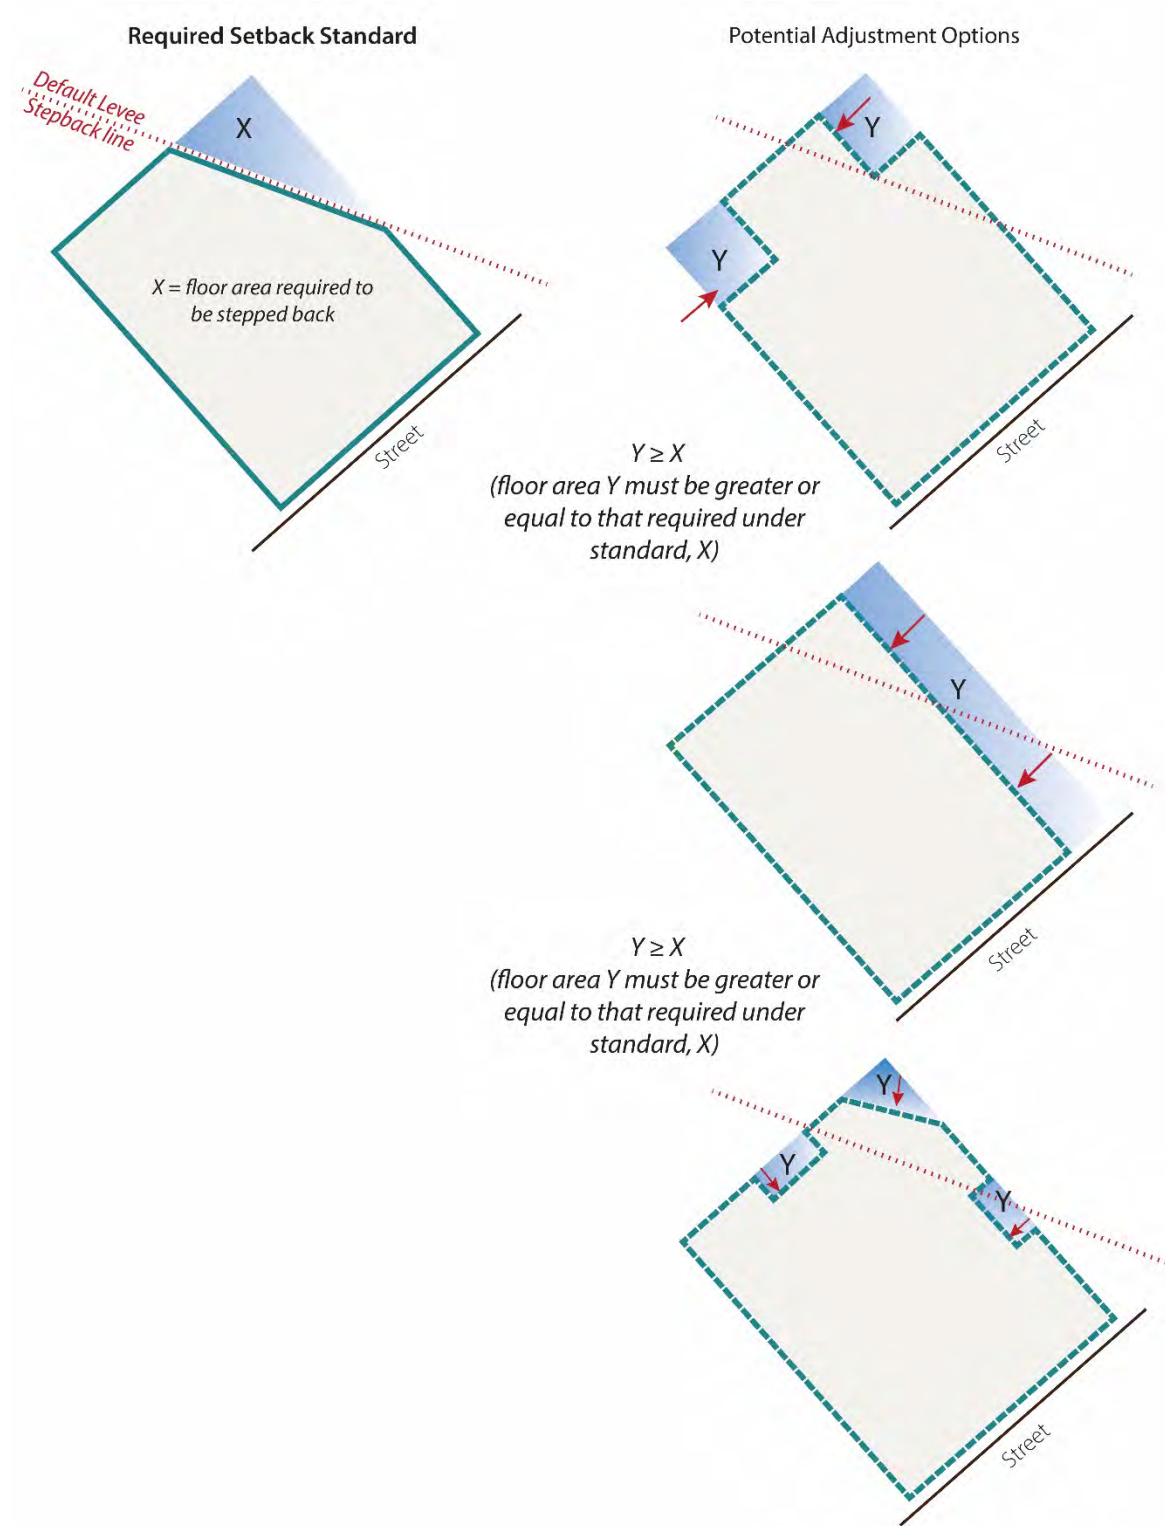 Required Setback Standard
Potential Adjustment Options
Default Levee
Stepback line
X
X = floor area required to
be stepped back
Street
Y
Y
Street
Y ≥ X
(floor area Y must be greater or
equal to that required under
standard, X)
Y
Street
Y ≥ X
(floor area Y must be greater or
equal to that required under
standard, X)
Y
Y
Y
Street